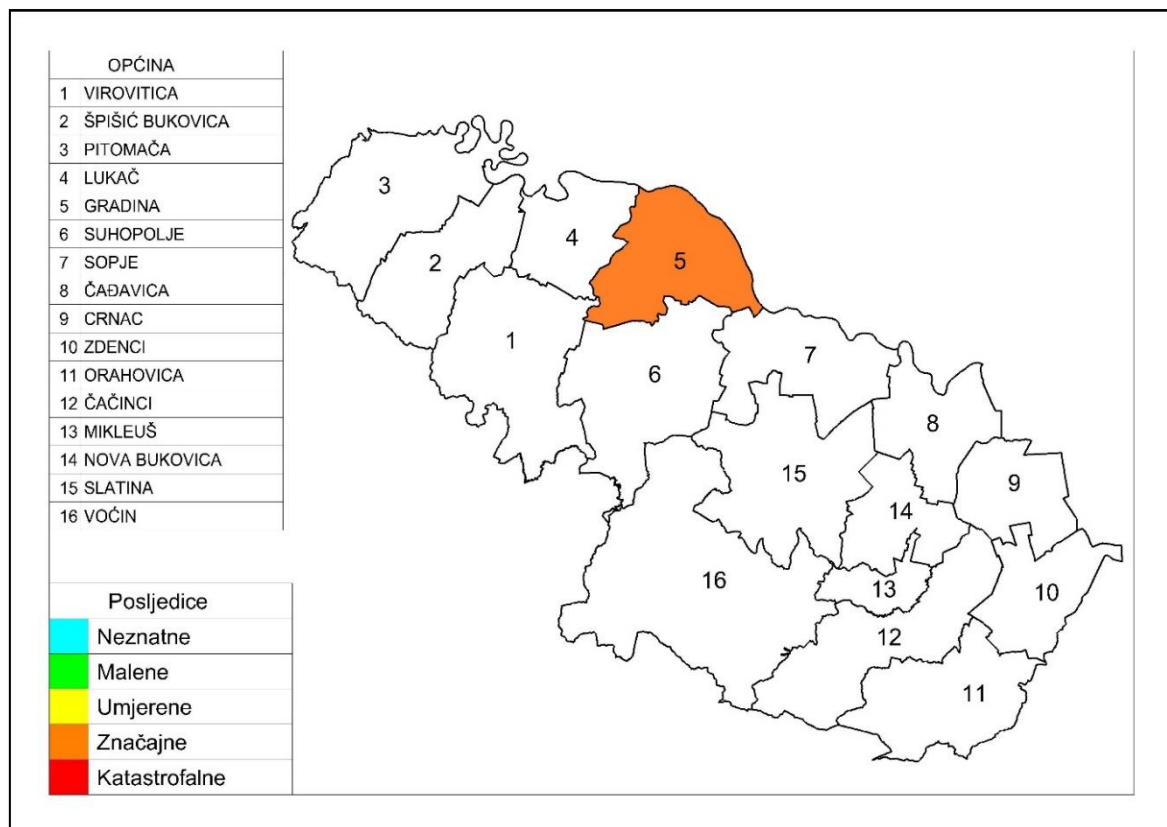 OPĆINA
1 VIROVITICA
2 ŠPIŠIĆ BUKOVICA
3 PITOMAČA
4 LUKAČ
5 GRADINA
6 SUHOPOLJE
7 SOPJE
8 ČAĐAVICA
9 CRNAC
10 ZDENCI
11 ORAHOVICA
12 ČAČINCI
13 MIKLEUŠ
14 NOVA BUKOVICA
15 SLATINA
16 VOĆIN
Posljedice
Neznatne
Malene
Umjerene
Značajne
Katastrofalne
3
4
2
5
1
6
7
8
15
9
14
16
13
10
12
11